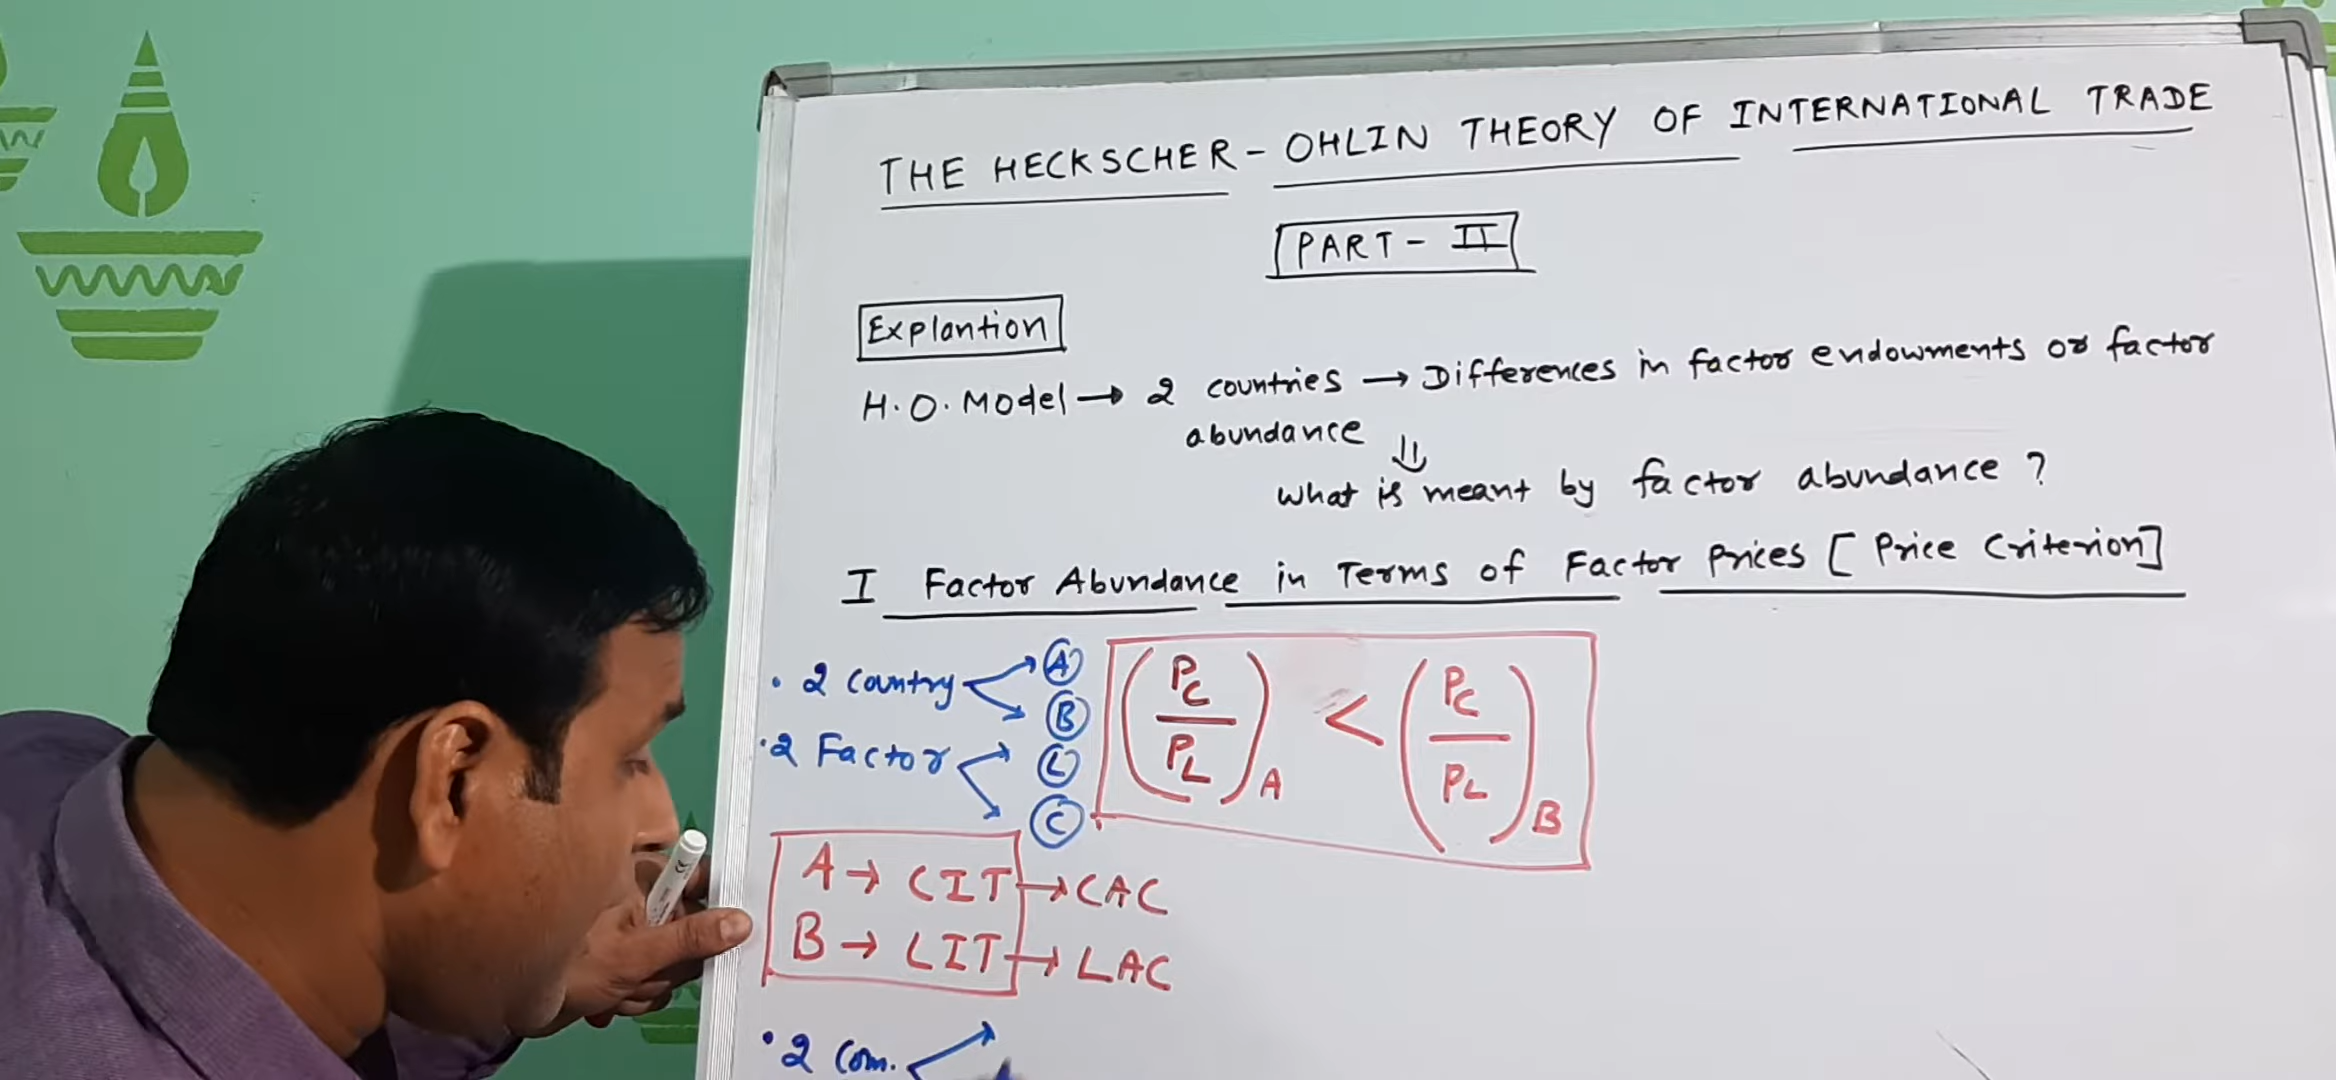 THE HECKSCHER - OHLIN THEORY OF INTERNATIONAL TRADE
PART - II
Explantion
H.O. Model → 2 countries → Differences in factor endowments or factor
abundance ⇓
what is meant by factor abundance ?
I Factor Abundance in Terms of Factor Prices [ Price Criterion ]
• 2 Country A
B
• 2 Factor L
C
(PC/PL)A < (PC/PL)B
A → CIT → CAC
B → LIT → LAC
• 2 Com.